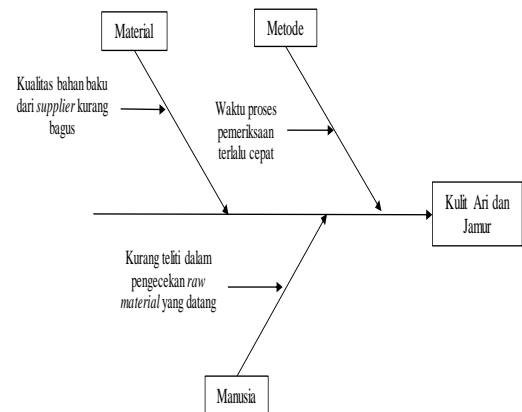 Material
Metode
Kualitas bahan baku
dari supplier kurang
bagus
Waktu proses
pemeriksaan
terlalu cepat
Kulit Ari dan
Jamur
Kurang teliti dalam
pengecekan raw
material yang datang
Manusia